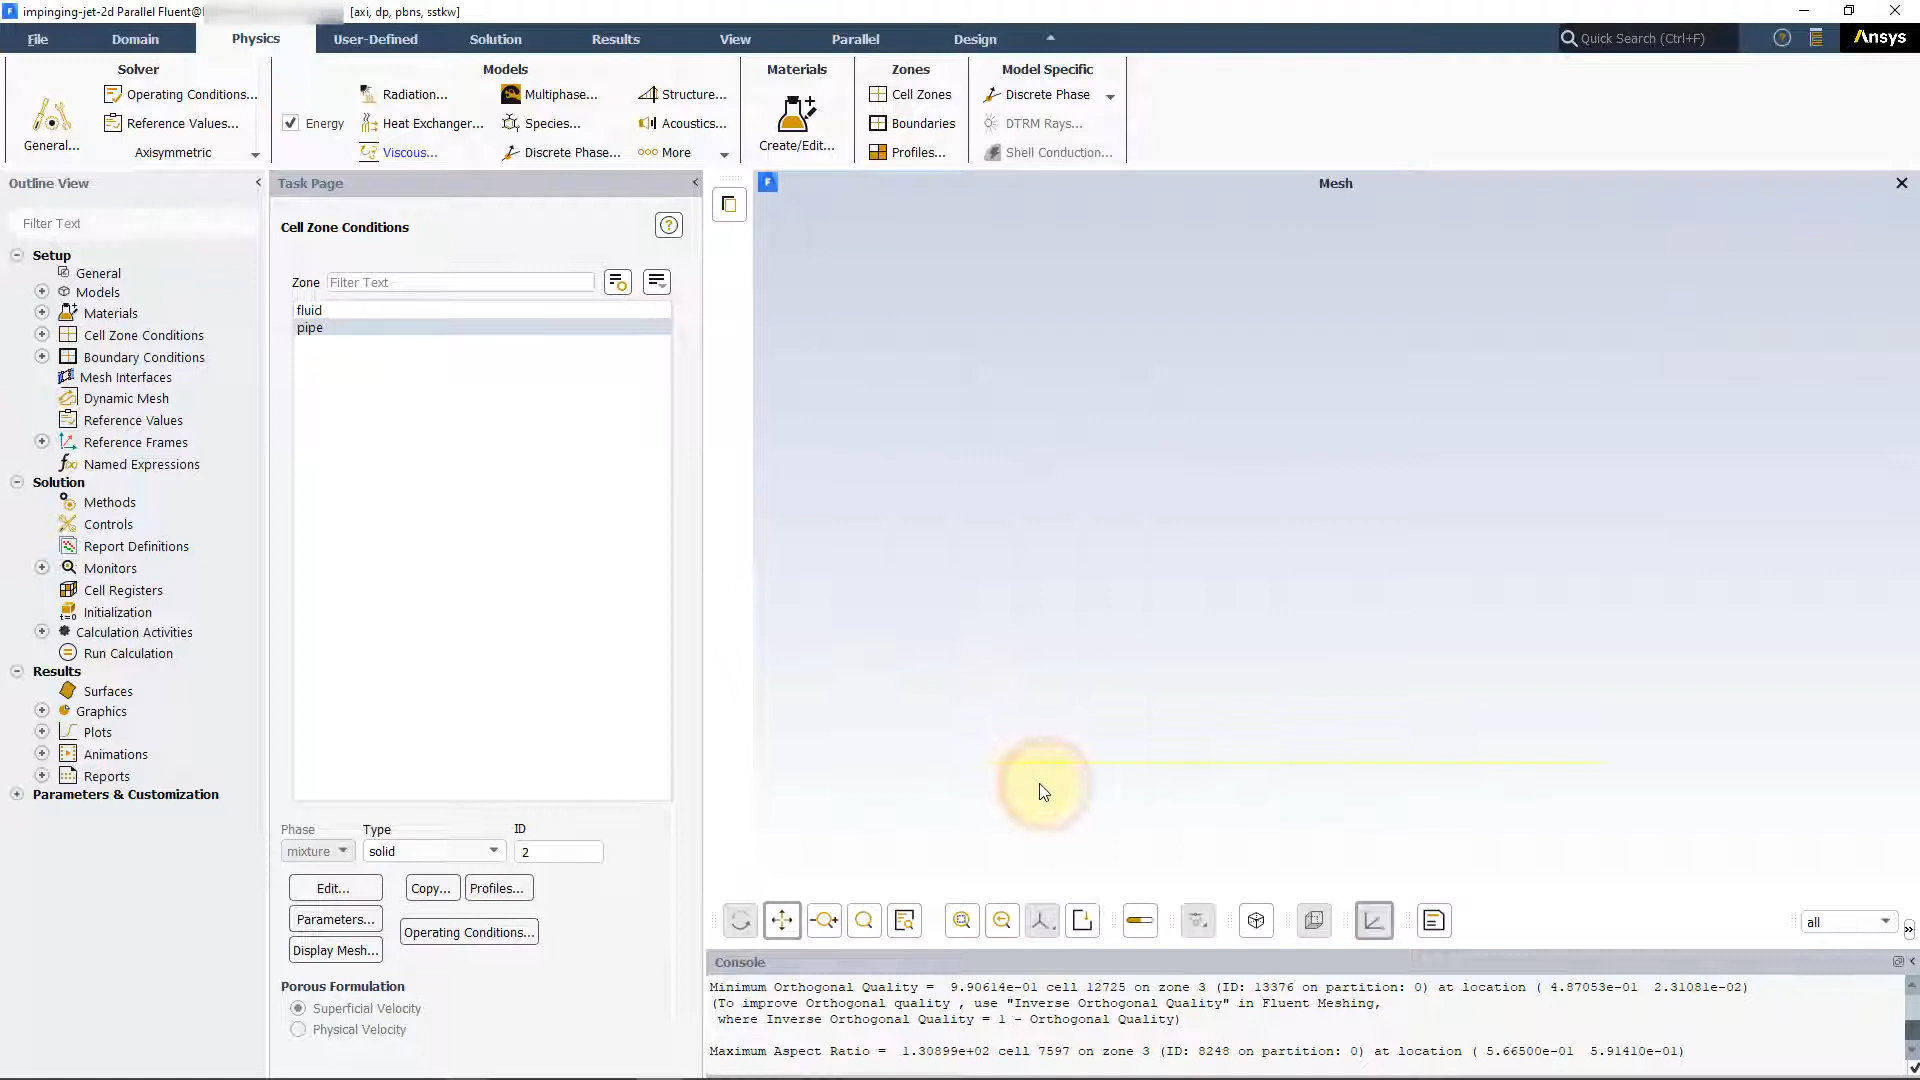 impinging-jet-2d Parallel Fluent@ [axi, dp, pbns, sstkw]
File Domain Physics User-Defined Solution Results View Parallel Design Quick Search (Ctrl+F) Ansys
Solver Models Materials Zones Model Specific
Operating Conditions... Radiation... Multiphase... Structure... Cell Zones Discrete Phase
Reference Values... Energy Heat Exchanger... Species... Acoustics... Boundaries DTRM Rays...
General... Create/Edit...
Axisymmetric Viscous... Discrete Phase... More Profiles... Shell Conduction...
Outline View
Filter Text
Setup
General
Models
Materials
Cell Zone Conditions
Boundary Conditions
Mesh Interfaces
Dynamic Mesh
Reference Values
Reference Frames
Named Expressions
Solution
Methods
Controls
Report Definitions
Monitors
Cell Registers
Initialization
Calculation Activities
Run Calculation
Results
Surfaces
Graphics
Plots
Animations
Reports
Parameters & Customization
Task Page
Cell Zone Conditions
Zone Filter Text
fluid
pipe
Phase Type ID
mixture solid 2
Edit... Copy... Profiles...
Parameters... Operating Conditions...
Display Mesh...
Porous Formulation
Superficial Velocity
Physical Velocity
Mesh
all
Console
Minimum Orthogonal Quality = 9.90614e-01 cell 12725 on zone 3 (ID: 13376 on partition: 0) at location ( 4.87053e-01 2.31081e-02)
(To improve Orthogonal quality , use "Inverse Orthogonal Quality" in Fluent Meshing,
where Inverse Orthogonal Quality = 1 - Orthogonal Quality)
Maximum Aspect Ratio = 1.30899e+02 cell 7597 on zone 3 (ID: 8248 on partition: 0) at location ( 5.66500e-01 5.91410e-01)